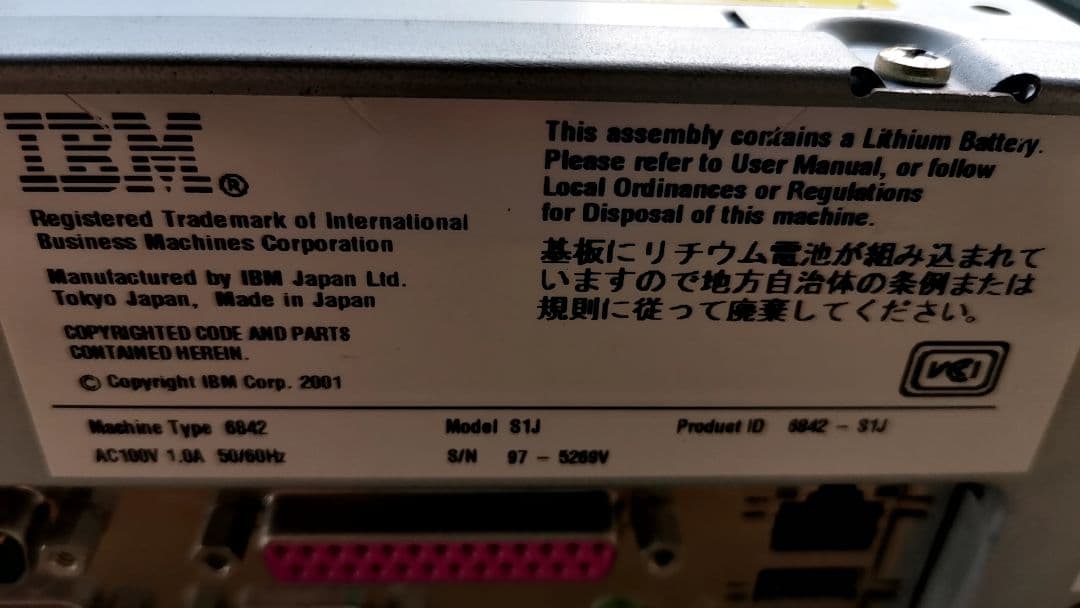 IBM®
Registered Trademark of International
Business Machines Corporation
Manufactured by IBM Japan Ltd.
Tokyo Japan, Made in Japan
COPYRIGHTED CODE AND PARTS
CONTAINED HEREIN.
© Copyright IBM Corp. 2001
This assembly contains a Lithium Battery.
Please refer to User Manual, or follow
Local Ordinances or Regulations
for Disposal of this machine.
基板にリチウム電池が組み込まれて
いますので地方自治体の条例または
規則に従って廃棄してください。
VCI
Machine Type 6842 Model S1J Product ID 6842 - S1J
AC100V 1.0A 50/60Hz S/N 97 - 5269V